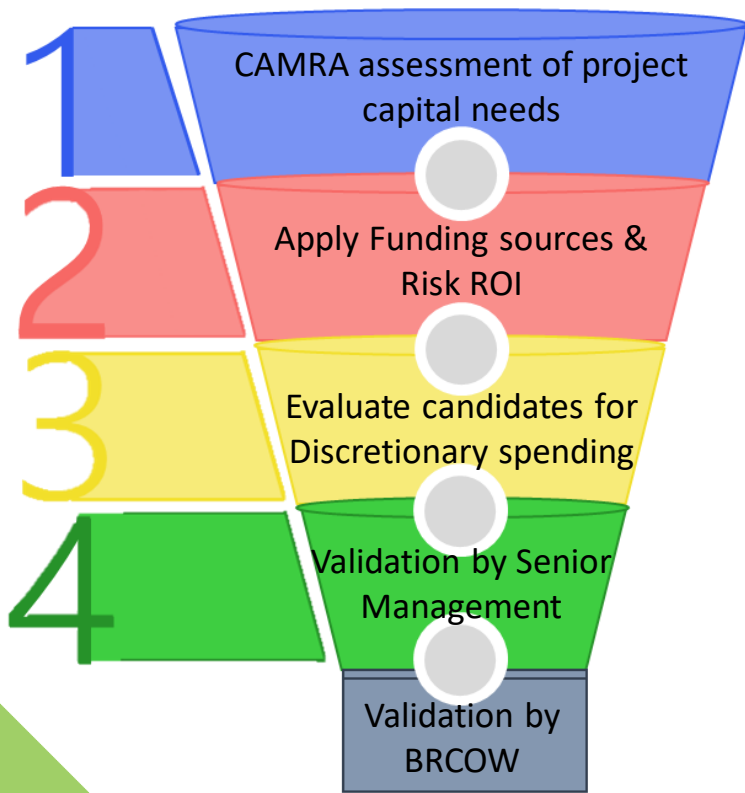 1
CAMRA assessment of project
capital needs
2
Apply Funding sources &
Risk ROI
3
Evaluate candidates for
Discretionary spending
4
Validation by Senior
Management
Validation by
BRCOW